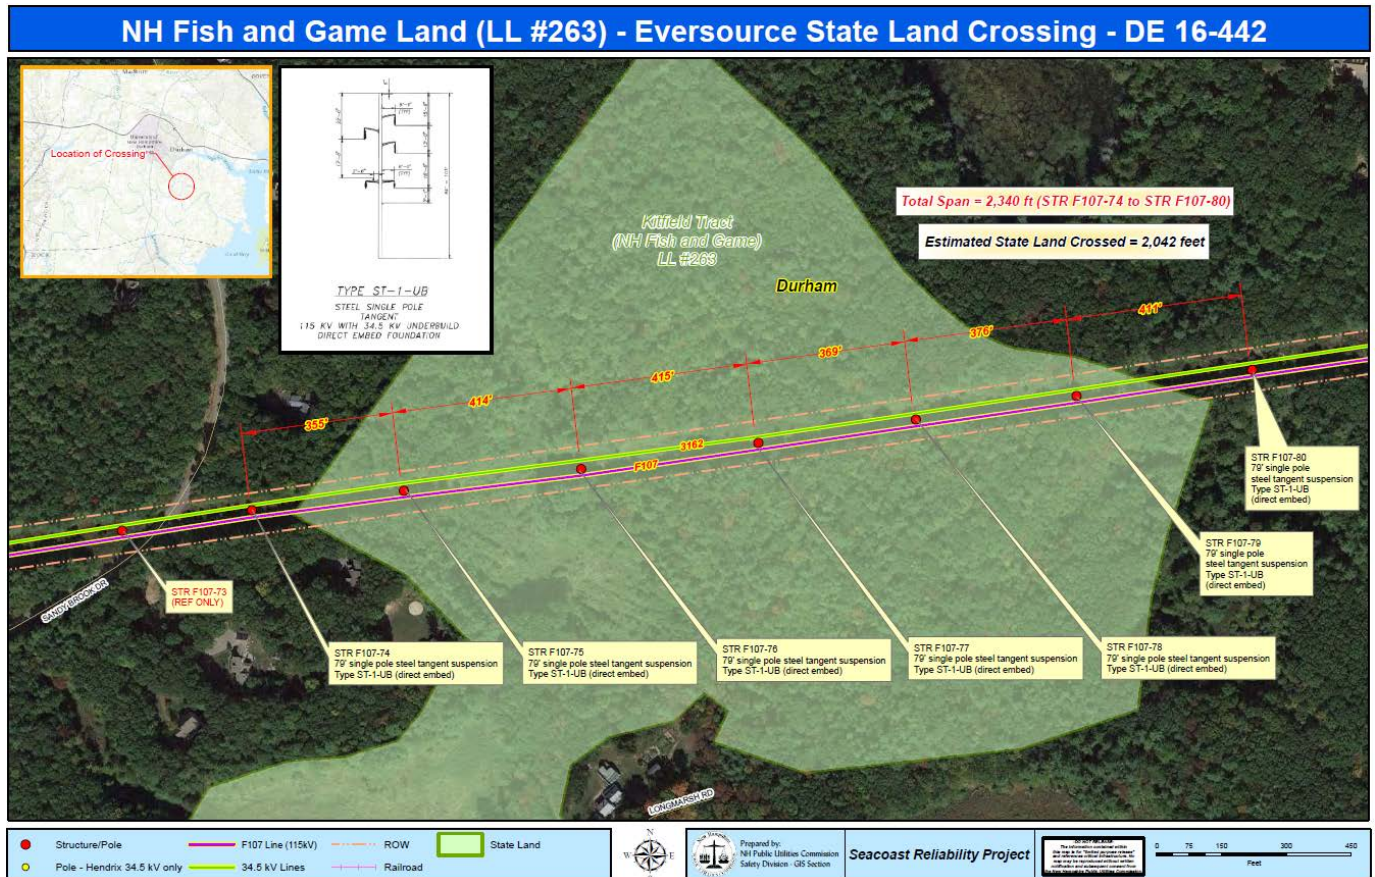 NH Fish and Game Land (LL #263) - Eversource State Land Crossing - DE 16-442
Location of Crossing
Durham
TYPE ST-1-UB
STEEL SINGLE POLE
TANGENT
115 KV WITH 34.5 KV UNDERBUILD
DIRECT EMBED FOUNDATION
Kitfield Tract
(NH Fish and Game)
LL #263
Durham
Total Span = 2,340 ft (STR F107-74 to STR F107-80)
Estimated State Land Crossed = 2,042 feet
355'
414'
415'
369'
376'
411'
3162
F107
SANDY BROOK DR
STR F107-73
(REF ONLY)
STR F107-74
79' single pole steel tangent suspension
Type ST-1-UB (direct embed)
STR F107-75
79' single pole steel tangent suspension
Type ST-1-UB (direct embed)
STR F107-76
79' single pole steel tangent suspension
Type ST-1-UB (direct embed)
STR F107-77
79' single pole steel tangent suspension
Type ST-1-UB (direct embed)
STR F107-78
79' single pole steel tangent suspension
Type ST-1-UB (direct embed)
STR F107-79
79' single pole
steel tangent suspension
Type ST-1-UB
(direct embed)
STR F107-80
79' single pole
steel tangent suspension
Type ST-1-UB
(direct embed)
LONGMARSH RD
Structure/Pole
Pole - Hendrix 34.5 kV only
F107 Line (115kV)
34.5 kV Lines
ROW
Railroad
State Land
N
W
E
S
Prepared by:
NH Public Utilities Commission
Safety Division - GIS Section
Seacoast Reliability Project
DO NOT RELEASE
0 75 150 300 450
Feet